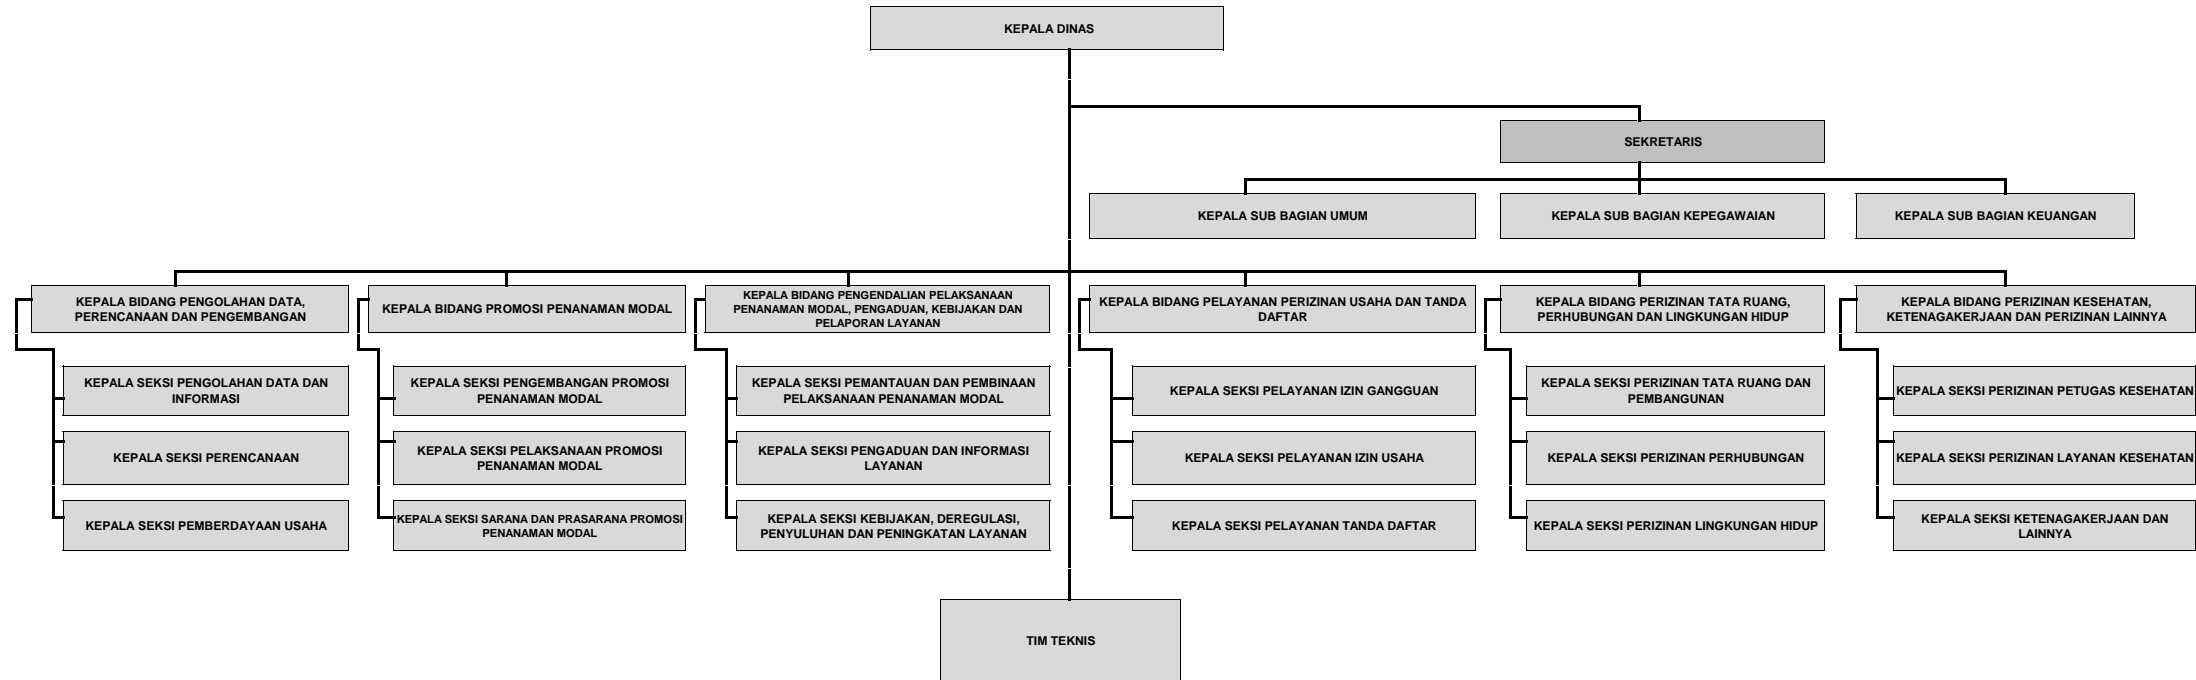 KEPALA DINAS
SEKRETARIS
KEPALA SUB BAGIAN UMUM
KEPALA SUB BAGIAN KEPEGAWAIAN
KEPALA SUB BAGIAN KEUANGAN
KEPALA BIDANG PENGOLAHAN DATA,
PERENCANAAN DAN PENGEMBANGAN
KEPALA BIDANG PROMOSI PENANAMAN MODAL
KEPALA BIDANG PENGENDALIAN PELAKSANAAN
PENANAMAN MODAL, PENGADUAN, KEBIJAKAN DAN
PELAPORAN LAYANAN
KEPALA BIDANG PELAYANAN PERIZINAN USAHA DAN TANDA
DAFTAR
KEPALA BIDANG PERIZINAN TATA RUANG,
PERHUBUNGAN DAN LINGKUNGAN HIDUP
KEPALA BIDANG PERIZINAN KESEHATAN,
KETENAGAKERJAAN DAN PERIZINAN LAINNYA
KEPALA SEKSI PENGOLAHAN DATA DAN
INFORMASI
KEPALA SEKSI PENGEMBANGAN PROMOSI
PENANAMAN MODAL
KEPALA SEKSI PEMANTAUAN DAN PEMBINAAN
PELAKSANAAN PENANAMAN MODAL
KEPALA SEKSI PELAYANAN IZIN GANGGUAN
KEPALA SEKSI PERIZINAN TATA RUANG DAN
PEMBANGUNAN
KEPALA SEKSI PERIZINAN PETUGAS KESEHATAN
KEPALA SEKSI PERENCANAAN
KEPALA SEKSI PELAKSANAAN PROMOSI
PENANAMAN MODAL
KEPALA SEKSI PENGADUAN DAN INFORMASI
LAYANAN
KEPALA SEKSI PELAYANAN IZIN USAHA
KEPALA SEKSI PERIZINAN PERHUBUNGAN
KEPALA SEKSI PERIZINAN LAYANAN KESEHATAN
KEPALA SEKSI PEMBERDAYAAN USAHA
KEPALA SEKSI SARANA DAN PRASARANA PROMOSI
PENANAMAN MODAL
KEPALA SEKSI KEBIJAKAN, DEREGULASI,
PENYULUHAN DAN PENINGKATAN LAYANAN
KEPALA SEKSI PELAYANAN TANDA DAFTAR
KEPALA SEKSI PERIZINAN LINGKUNGAN HIDUP
KEPALA SEKSI KETENAGAKERJAAN DAN
LAINNYA
TIM TEKNIS